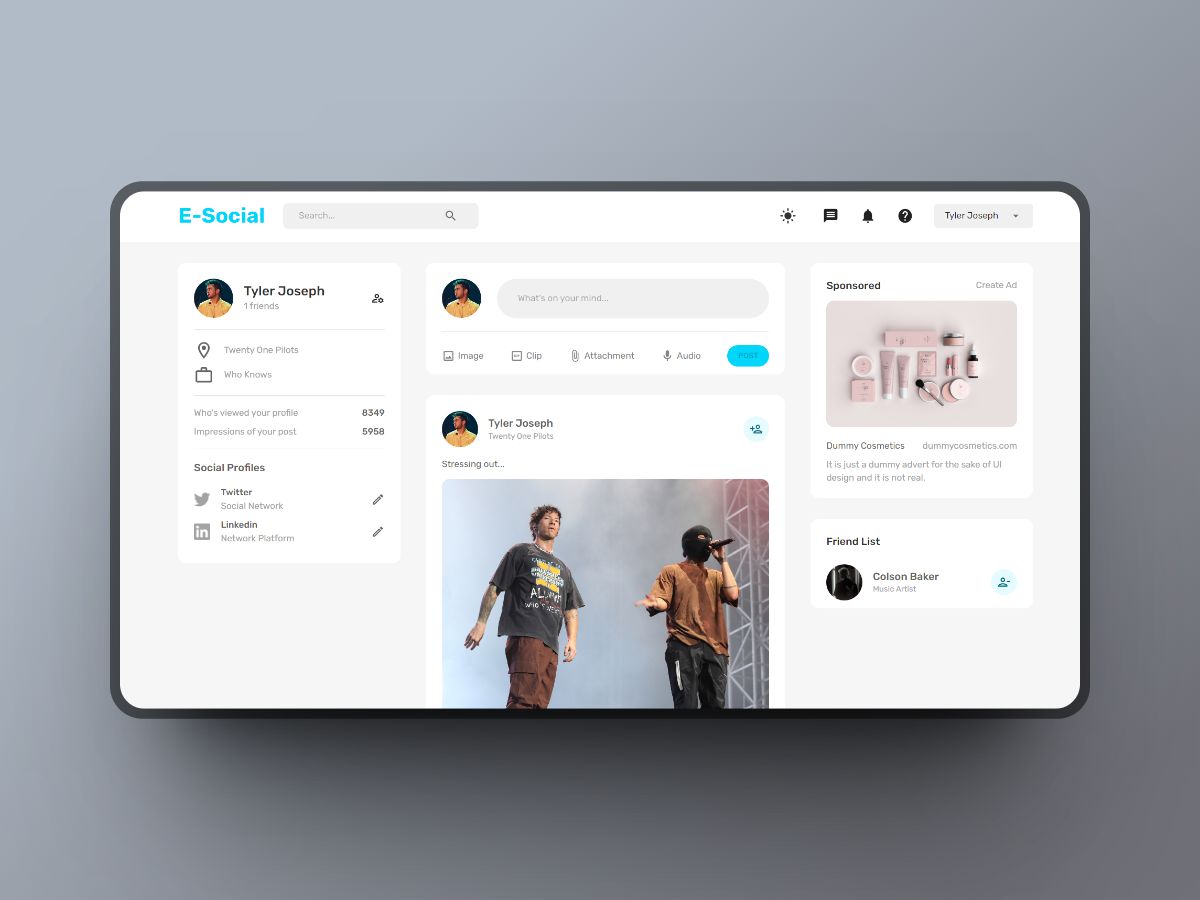 E-Social
Search...
Tyler Joseph
Tyler Joseph
1 friends
Twenty One Pilots
Who Knows
Who's viewed your profile 8349
Impressions of your post 5958
Social Profiles
Twitter
Social Network
Linkedin
Network Platform
What's on your mind...
Image Clip Attachment Audio POST
Tyler Joseph
Twenty One Pilots
Stressing out...
Sponsored Create Ad
Dummy Cosmetics dummycosmetics.com
It is just a dummy advert for the sake of UI
design and it is not real.
Friend List
Colson Baker
Music Artist